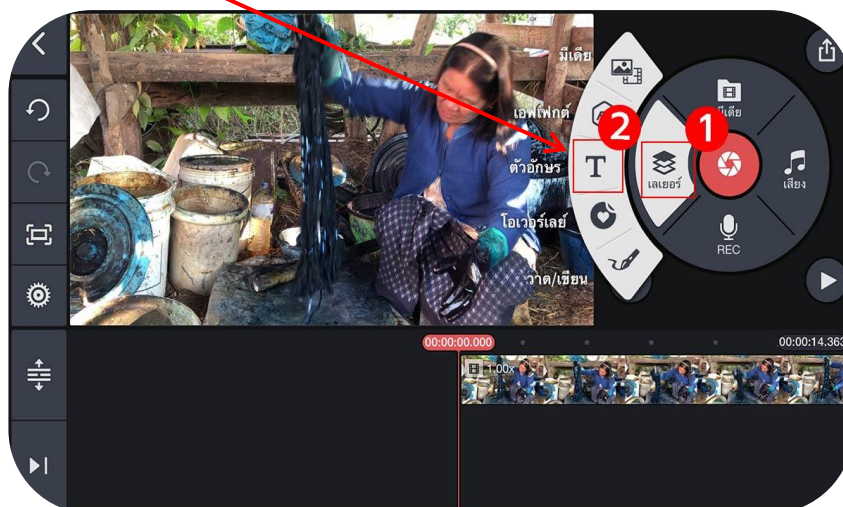 มีเดีย
เอฟเฟกต์
ตัวอักษร
โอเวอร์เลย์
วาด/เขียน
2
1
T
มีเดีย
เลเยอร์
เสียง
REC
00:00:00.000
00:00:14.363
1.00x